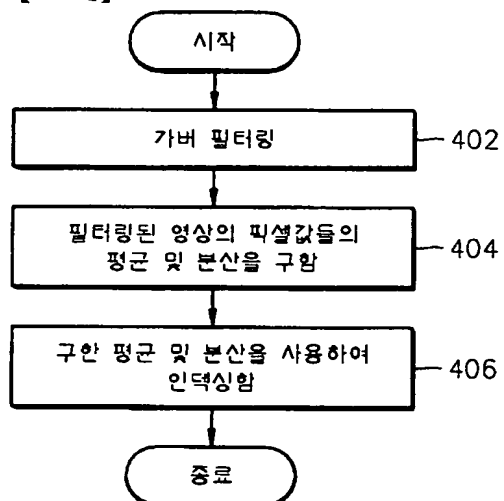 시작
가버 필터링
402
필터링된 영상의 픽셀값들의
평균 및 분산을 구함
404
구한 평균 및 분산을 사용하여
인덱싱함
406
종료